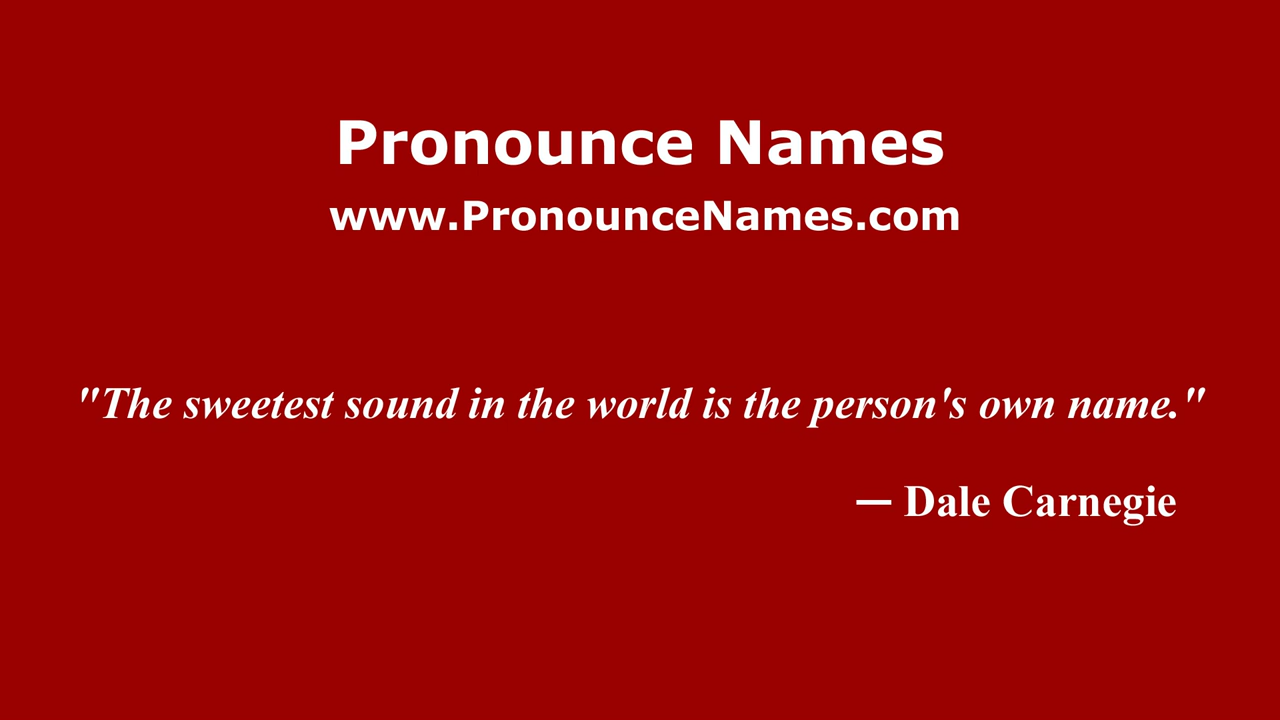 Pronounce Names
www.PronounceNames.com
"The sweetest sound in the world is the person's own name."
— Dale Carnegie